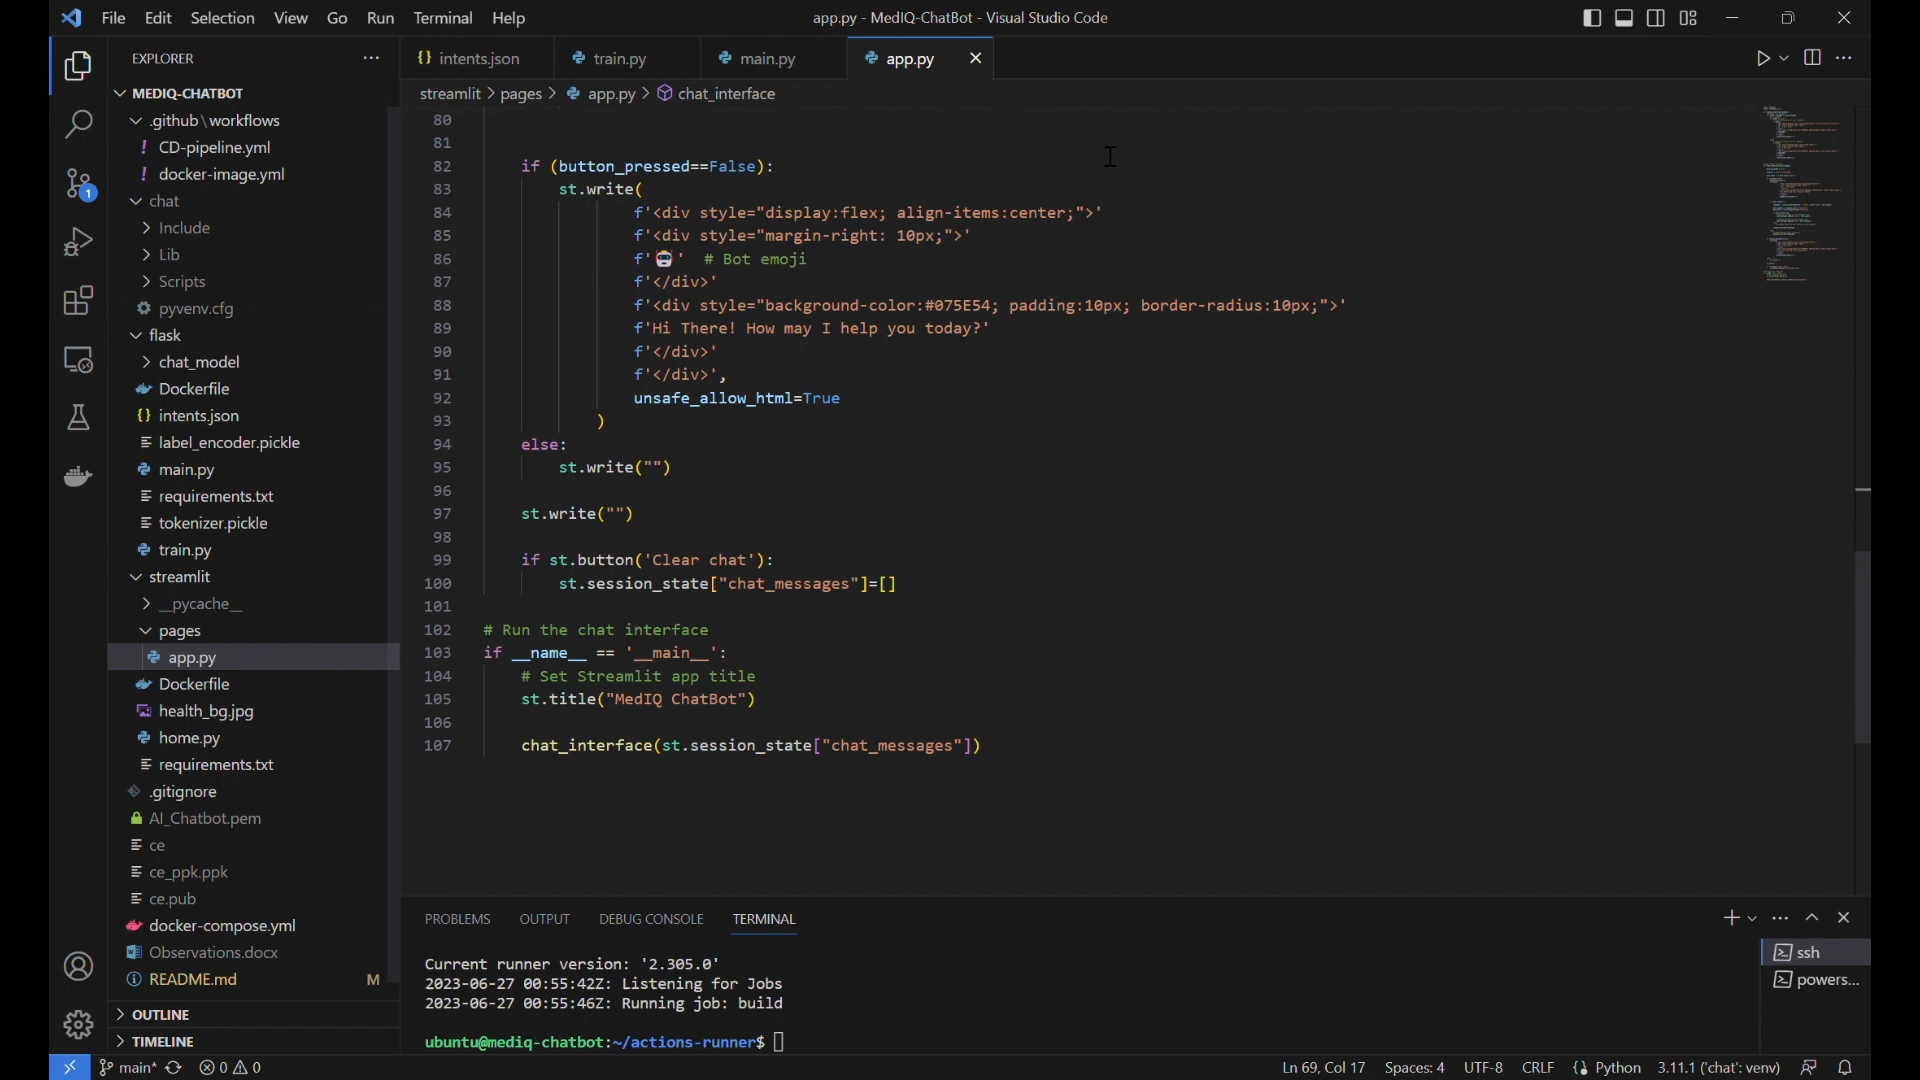 File Edit Selection View Go Run Terminal Help
app.py - MedIQ-ChatBot - Visual Studio Code
EXPLORER
MEDIQ-CHATBOT
.github\workflows
! CD-pipeline.yml
! docker-image.yml
chat
Include
Lib
Scripts
pyvenv.cfg
flask
chat_model
Dockerfile
{} intents.json
label_encoder.pickle
main.py
requirements.txt
tokenizer.pickle
train.py
streamlit
__pycache__
pages
app.py
Dockerfile
health_bg.jpg
home.py
requirements.txt
.gitignore
AI_Chatbot.pem
ce
ce_ppk.ppk
ce.pub
docker-compose.yml
Observations.docx
README.md M
OUTLINE
TIMELINE
1
{} intents.json train.py main.py app.py
streamlit > pages > app.py > chat_interface
80
81
82 if (button_pressed==False):
83 st.write(
84 f'<div style="display:flex; align-items:center;">'
85 f'<div style="margin-right: 10px;">'
86 f'🤖' # Bot emoji
87 f'</div>'
88 f'<div style="background-color:#075E54; padding:10px; border-radius:10px;">'
89 f'Hi There! How may I help you today?'
90 f'</div>'
91 f'</div>',
92 unsafe_allow_html=True
93 )
94 else:
95 st.write("")
96
97 st.write("")
98
99 if st.button('Clear chat'):
100 st.session_state["chat_messages"]=[]
101
102 # Run the chat interface
103 if __name__ == '__main__':
104 # Set Streamlit app title
105 st.title("MedIQ ChatBot")
106
107 chat_interface(st.session_state["chat_messages"])
PROBLEMS OUTPUT DEBUG CONSOLE TERMINAL
Current runner version: '2.305.0'
2023-06-27 00:55:42Z: Listening for Jobs
2023-06-27 00:55:46Z: Running job: build
ubuntu@mediq-chatbot:~/actions-runner$
ssh
powers...
main* 0 0 Ln 69, Col 17 Spaces: 4 UTF-8 CRLF Python 3.11.1 ('chat': venv)